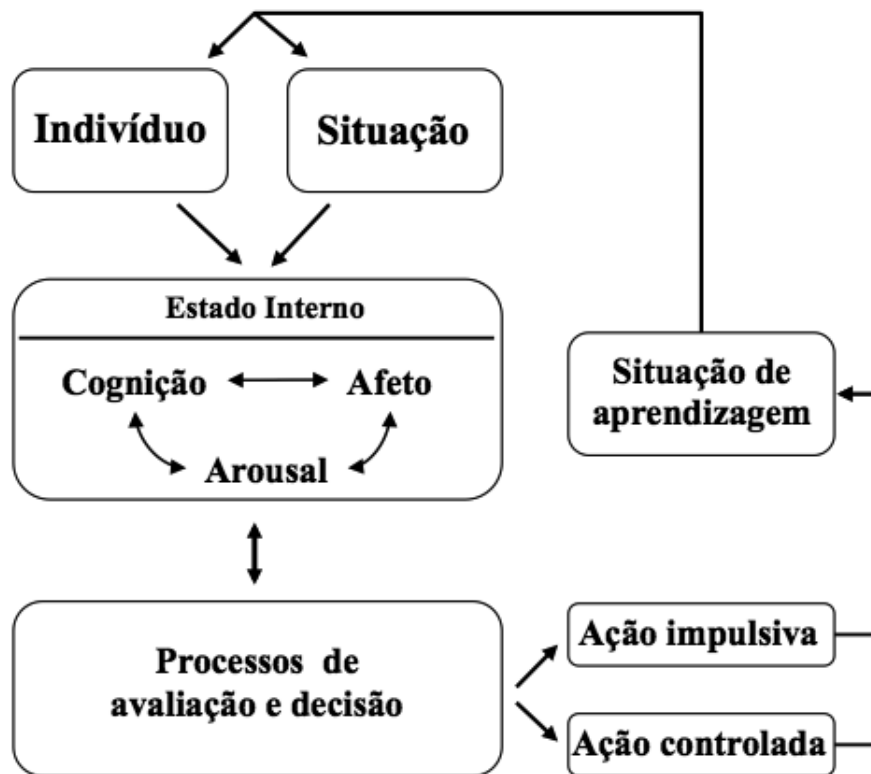 Indivíduo
Situação
Estado Interno
Cognição
Afeto
Arousal
Situação de
aprendizagem
Processos de
avaliação e decisão
Ação impulsiva
Ação controlada